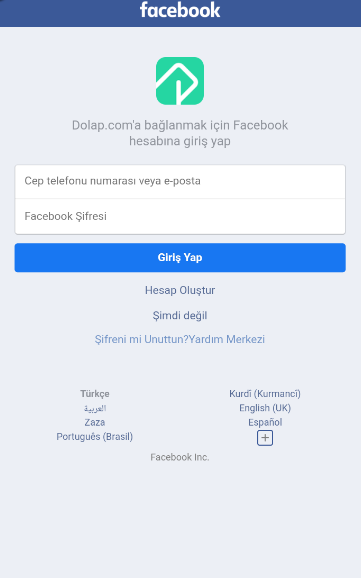 facebook
Dolap.com'a bağlanmak için Facebook
hesabına giriş yap
Cep telefonu numarası veya e-posta
Facebook Şifresi
Giriş Yap
Hesap Oluştur
Şimdi değil
Şifreni mi Unuttun?Yardım Merkezi
Türkçe
Kurdî (Kurmancî)
العربية
English (UK)
Zaza
Español
Português (Brasil)
Facebook Inc.